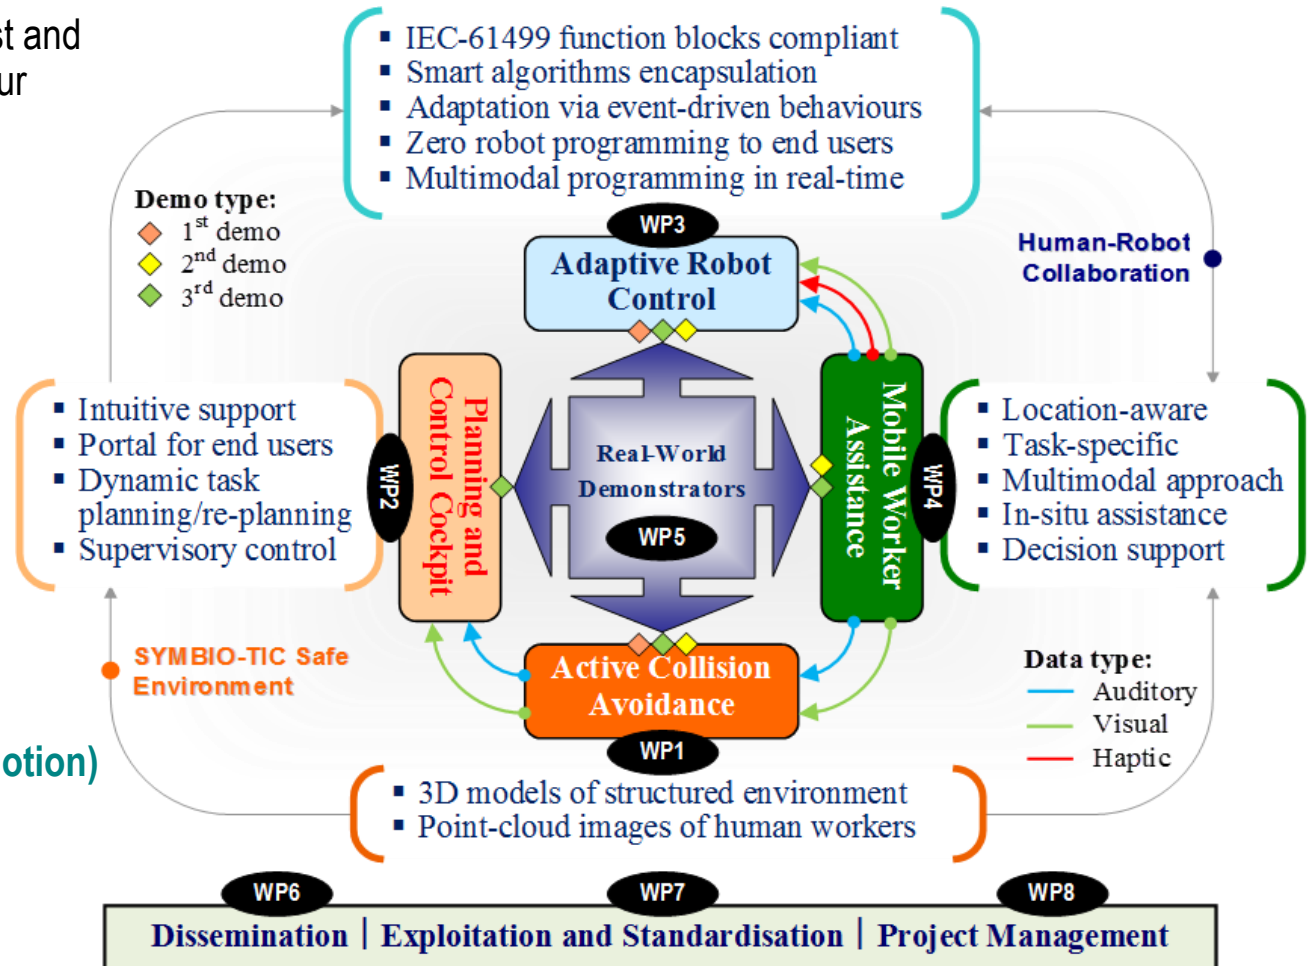 st and
ur
▪ IEC-61499 function blocks compliant
▪ Smart algorithms encapsulation
▪ Adaptation via event-driven behaviours
▪ Zero robot programming to end users
▪ Multimodal programming in real-time
Demo type:
1st demo
2nd demo
3rd demo
WP3
Adaptive Robot
Control
Human-Robot
Collaboration
▪ Intuitive support
▪ Portal for end users
▪ Dynamic task
planning/re-planning
▪ Supervisory control
WP2
Planning and
Control Cockpit
Real-World
Demonstrators
WP5
Mobile Worker
Assistance
WP4
▪ Location-aware
▪ Task-specific
▪ Multimodal approach
▪ In-situ assistance
▪ Decision support
SYMBIO-TIC Safe
Environment
Active Collision
Avoidance
WP1
Data type:
Auditory
Visual
Haptic
otion)
▪ 3D models of structured environment
▪ Point-cloud images of human workers
WP6
WP7
WP8
Dissemination | Exploitation and Standardisation | Project Management